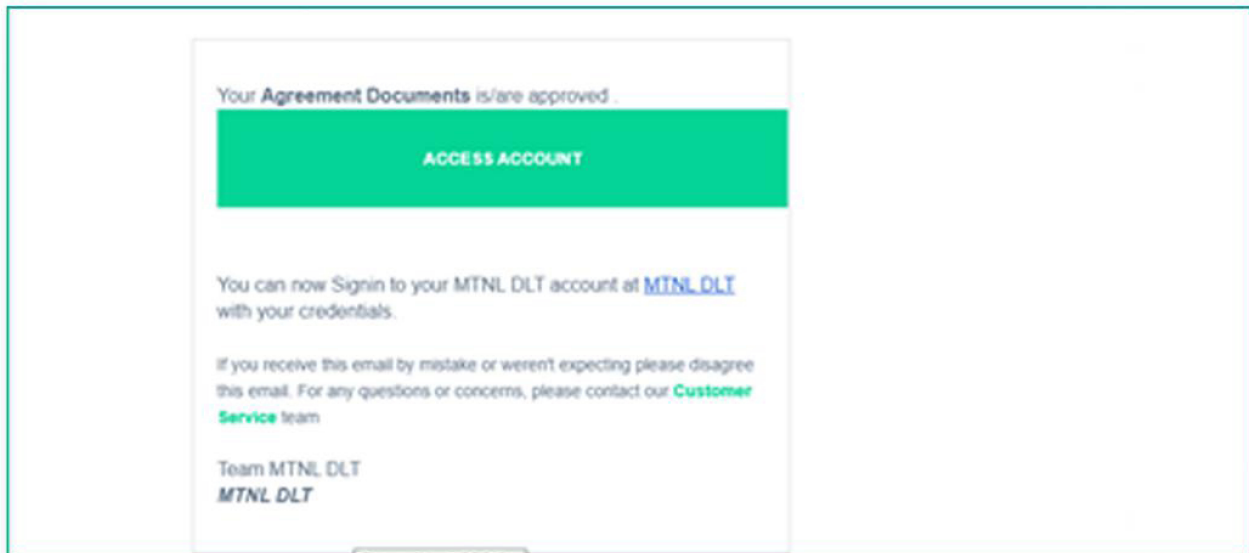 Your Agreement Documents is/are approved .
ACCESS ACCOUNT
You can now Signin to your MTNL DLT account at MTNL DLT
with your credentials.
If you receive this email by mistake or weren't expecting please disagree
this email. For any questions or concerns, please contact our Customer
Service team
Team MTNL DLT
MTNL DLT